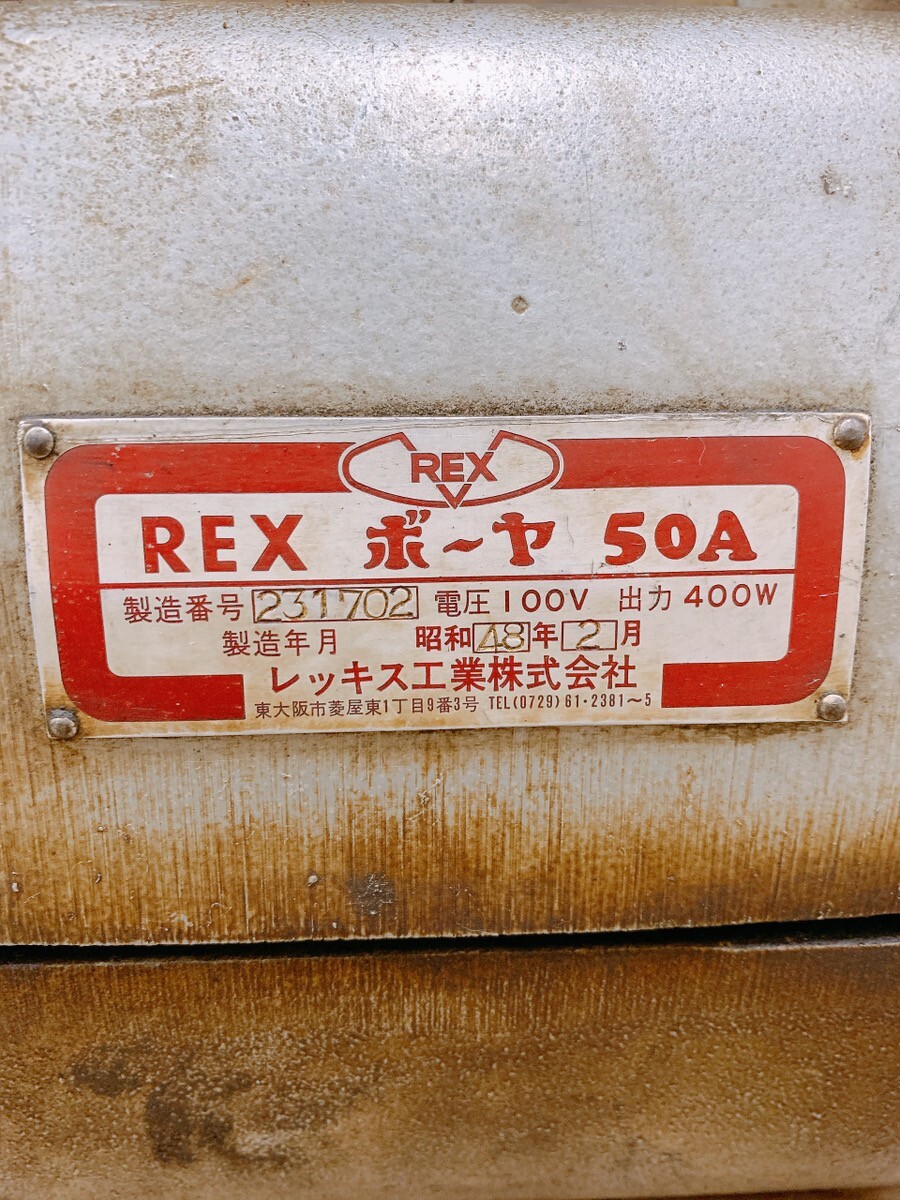 REX
REX ボーヤ 50A
製造番号 231702 電圧 100V 出力 400W
製造年月 昭和 48 年 2 月
レッキス工業株式会社
東大阪市菱屋東1丁目9番3号 TEL(0729)61・2381〜5